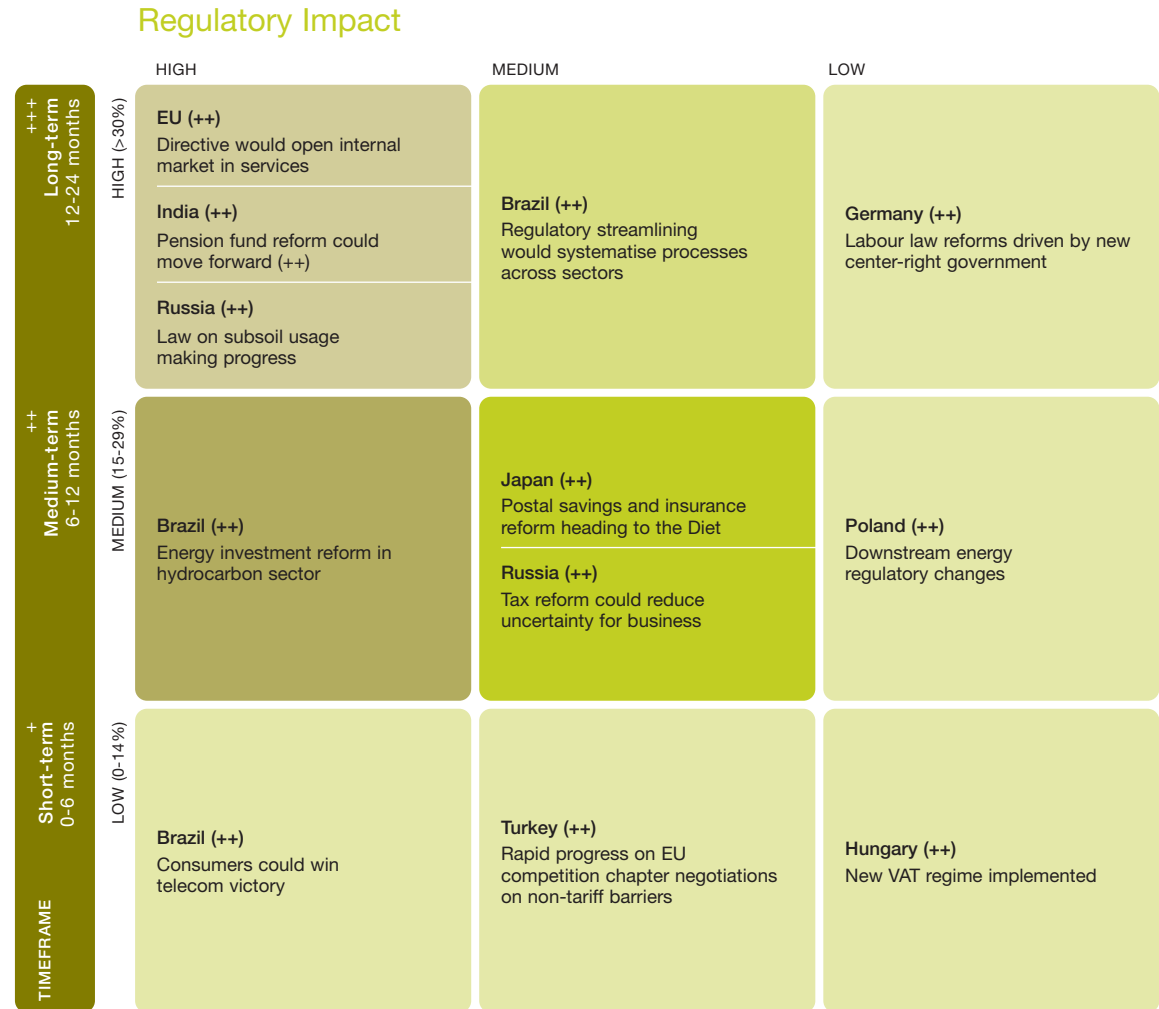 Regulatory Impact
HIGH
MEDIUM
LOW
+++
Long-term
12-24 months
HIGH (>30%)
EU (++)
Directive would open internal
market in services
India (++)
Pension fund reform could
move forward (++)
Russia (++)
Law on subsoil usage
making progress
Brazil (++)
Regulatory streamlining
would systematise processes
across sectors
Germany (++)
Labour law reforms driven by new
center-right government
++
Medium-term
6-12 months
MEDIUM (15-29%)
Brazil (++)
Energy investment reform in
hydrocarbon sector
Japan (++)
Postal savings and insurance
reform heading to the Diet
Russia (++)
Tax reform could reduce
uncertainty for business
Poland (++)
Downstream energy
regulatory changes
+
Short-term
0-6 months
LOW (0-14%)
Brazil (++)
Consumers could win
telecom victory
Turkey (++)
Rapid progress on EU
competition chapter negotiations
on non-tariff barriers
Hungary (++)
New VAT regime implemented
TIMEFRAME